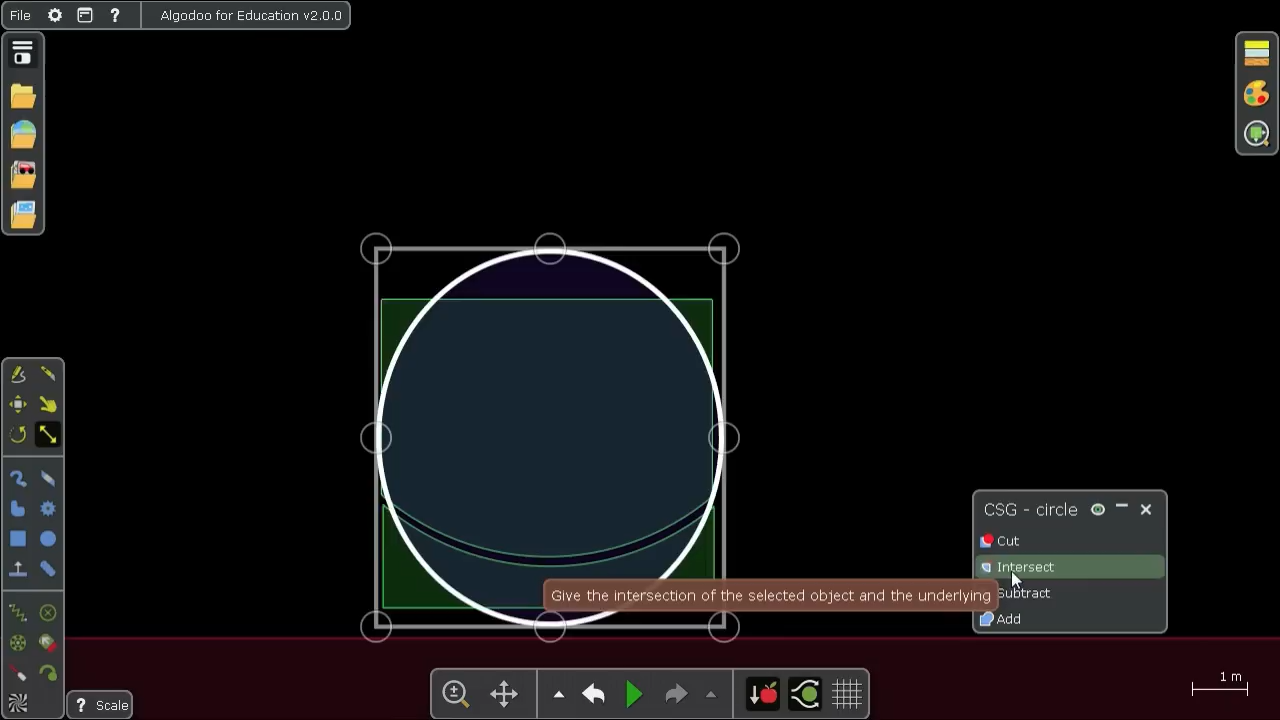 File
?
Algodoo for Education v2.0.0
CSG - circle
Cut
Intersect
Subtract
Add
Give the intersection of the selected object and the underlying
1 m
? Scale